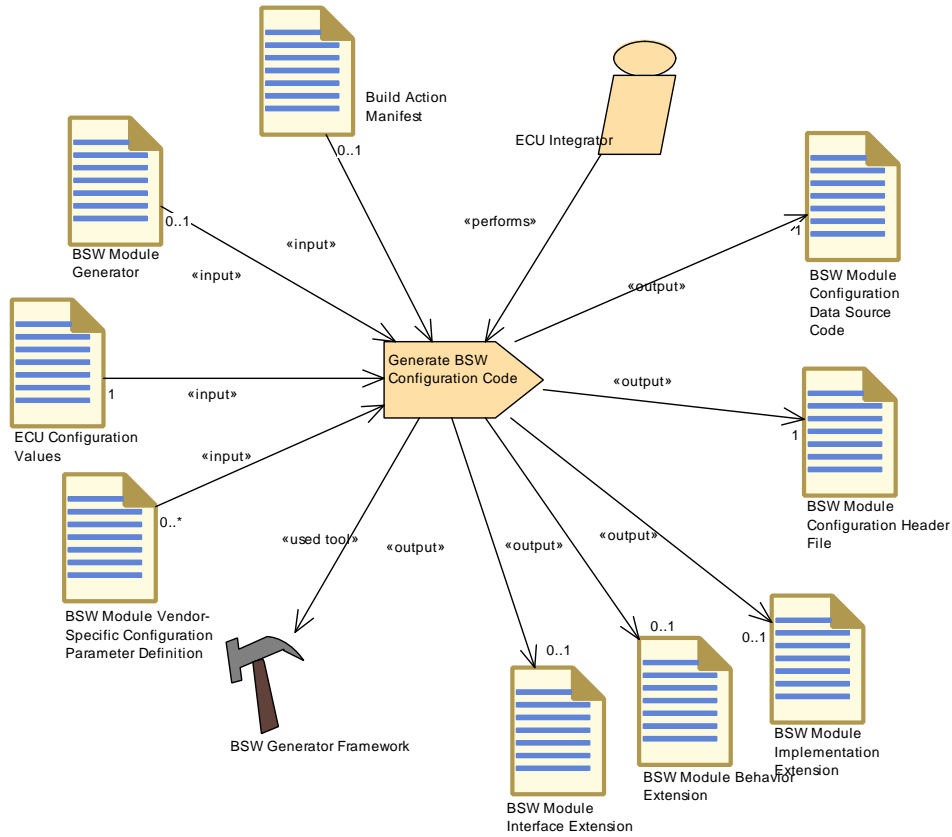 Build Action
Manifest
0..1
ECU Integrator
BSW Module
Generator
0..1
«input»
«input»
«performs»
«output»
1
BSW Module
Configuration
Data Source
Code
ECU Configuration
Values
1
«input»
Generate BSW
Configuration Code
«output»
1
BSW Module
Configuration Header
File
«input»
0..*
BSW Module Vendor-
Specific Configuration
Parameter Definition
«used tool»
«output»
«output»
«output»
BSW Generator Framework
0..1
BSW Module
Interface Extension
0..1
BSW Module Behavior
Extension
0..1
BSW Module
Implementation
Extension